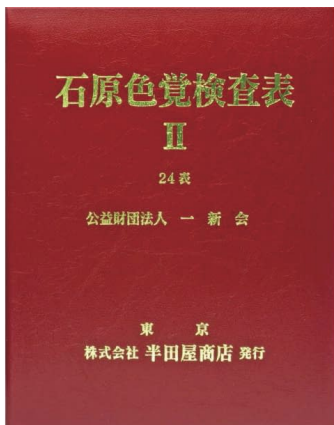 石原色覚検査表
Ⅱ
24表
公益財団法人 一新会
東京
株式会社 半田屋商店 発行